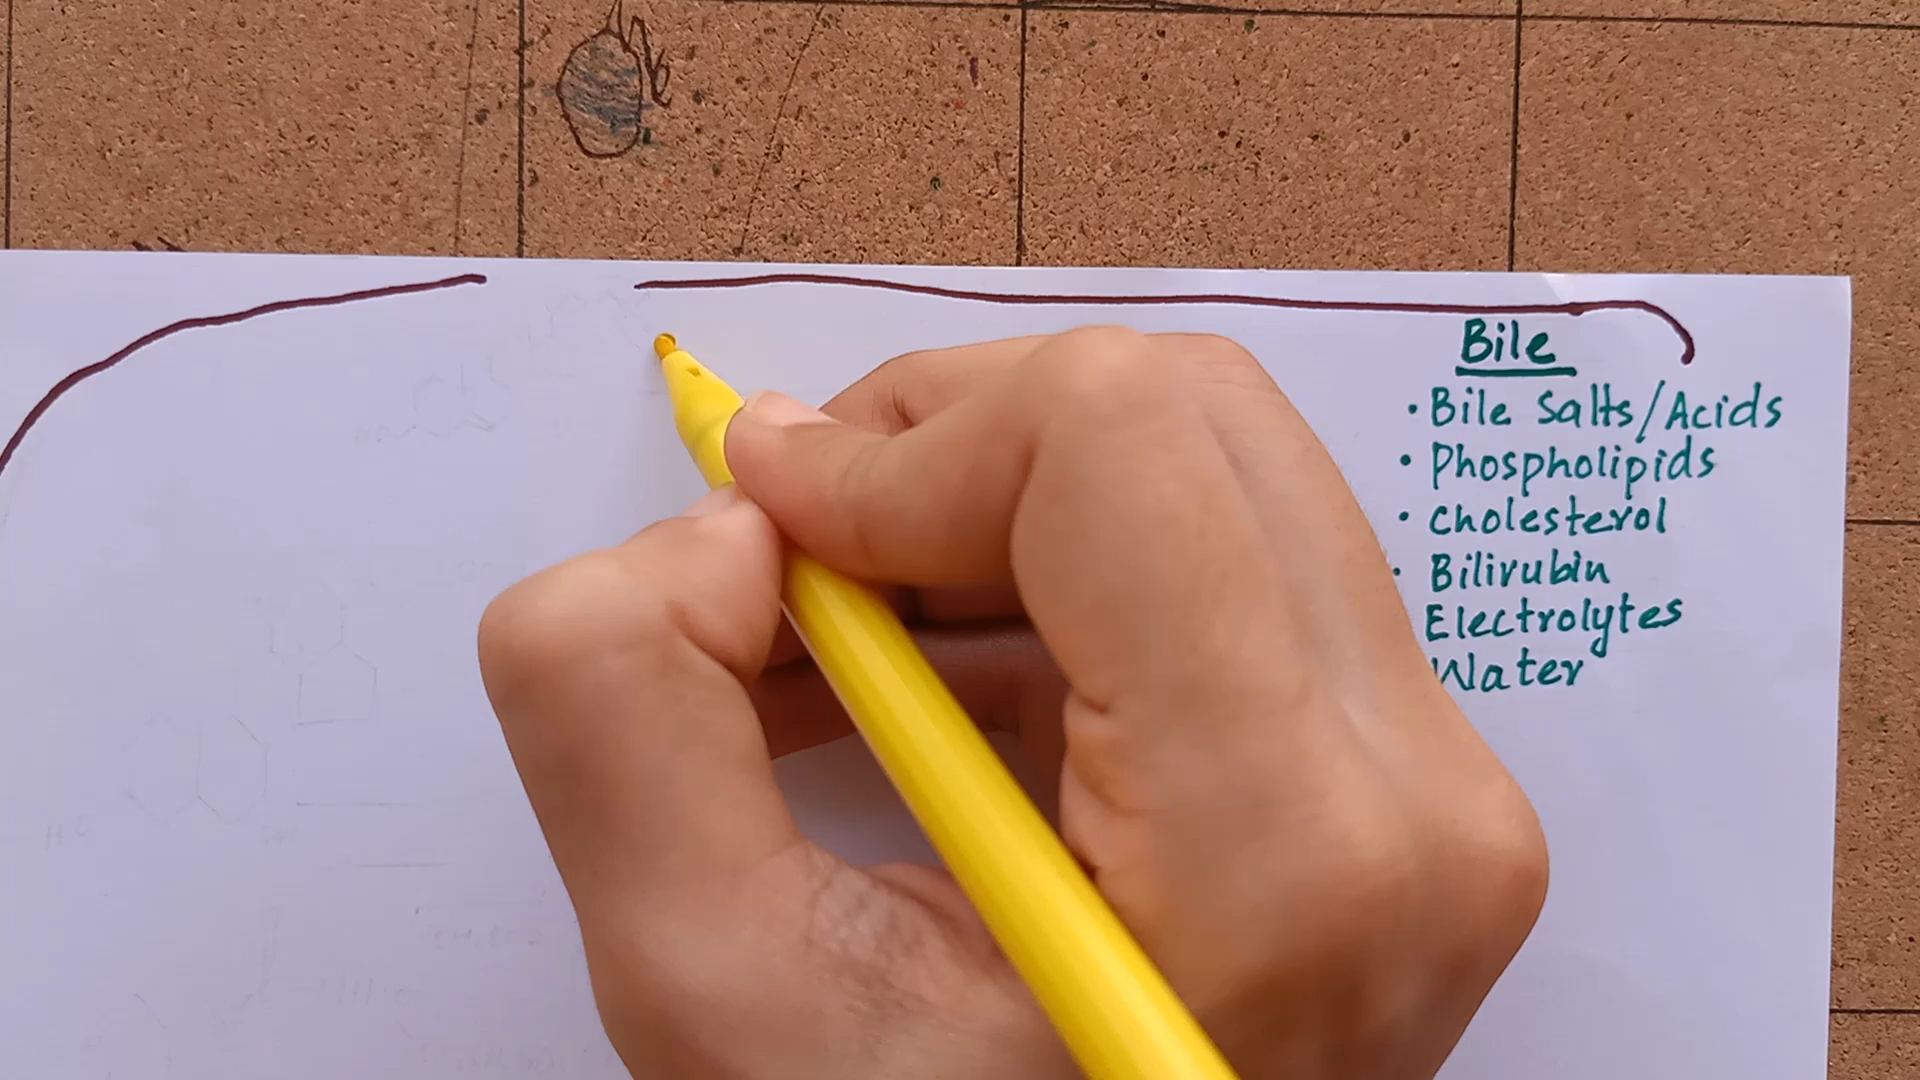 Bile
• Bile Salts/Acids
• Phospholipids
• Cholesterol
• Bilirubin
Electrolytes
Water